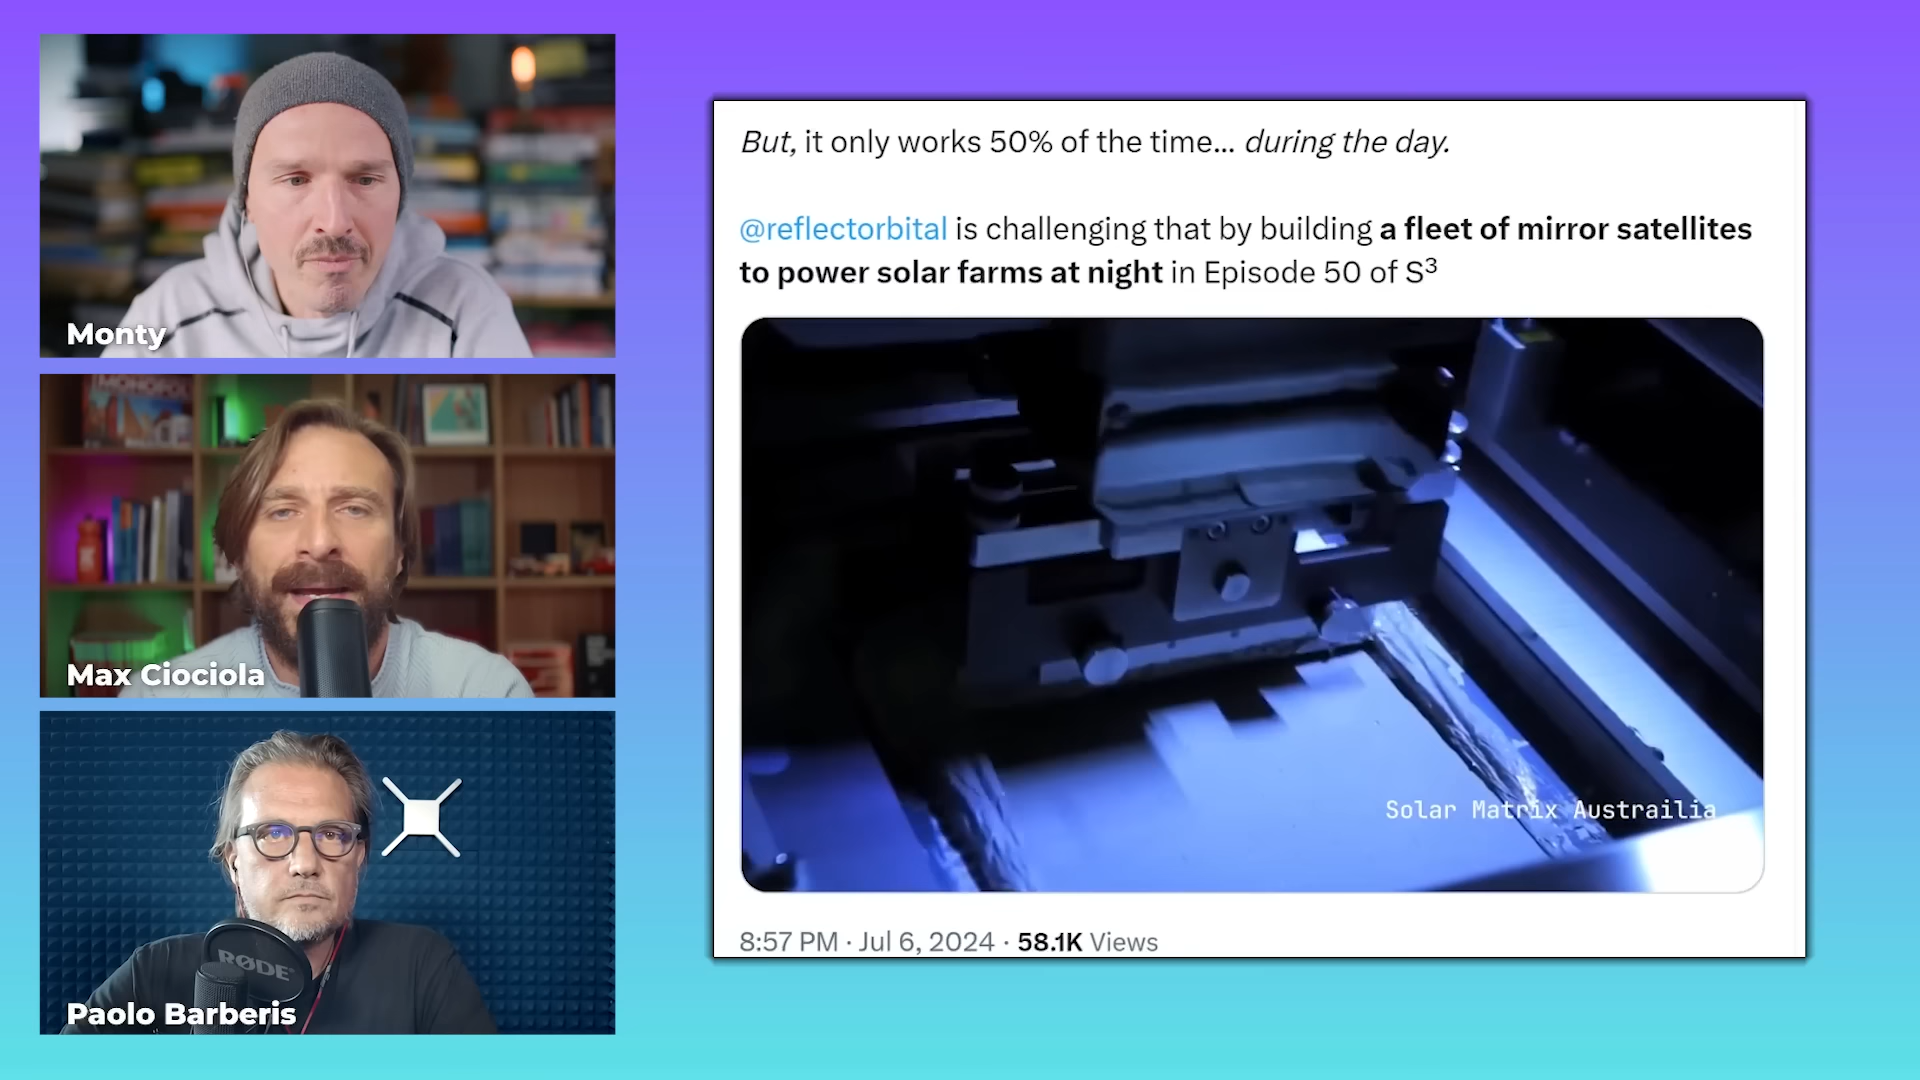 Monty
MONOPOL
Max Ciociola
RØDE
Paolo Barberis
But, it only works 50% of the time... during the day.
@reflectorbital is challenging that by building a fleet of mirror satellites
to power solar farms at night in Episode 50 of S³
Solar Matrix Austrailia
8:57 PM · Jul 6, 2024 · 58.1K Views